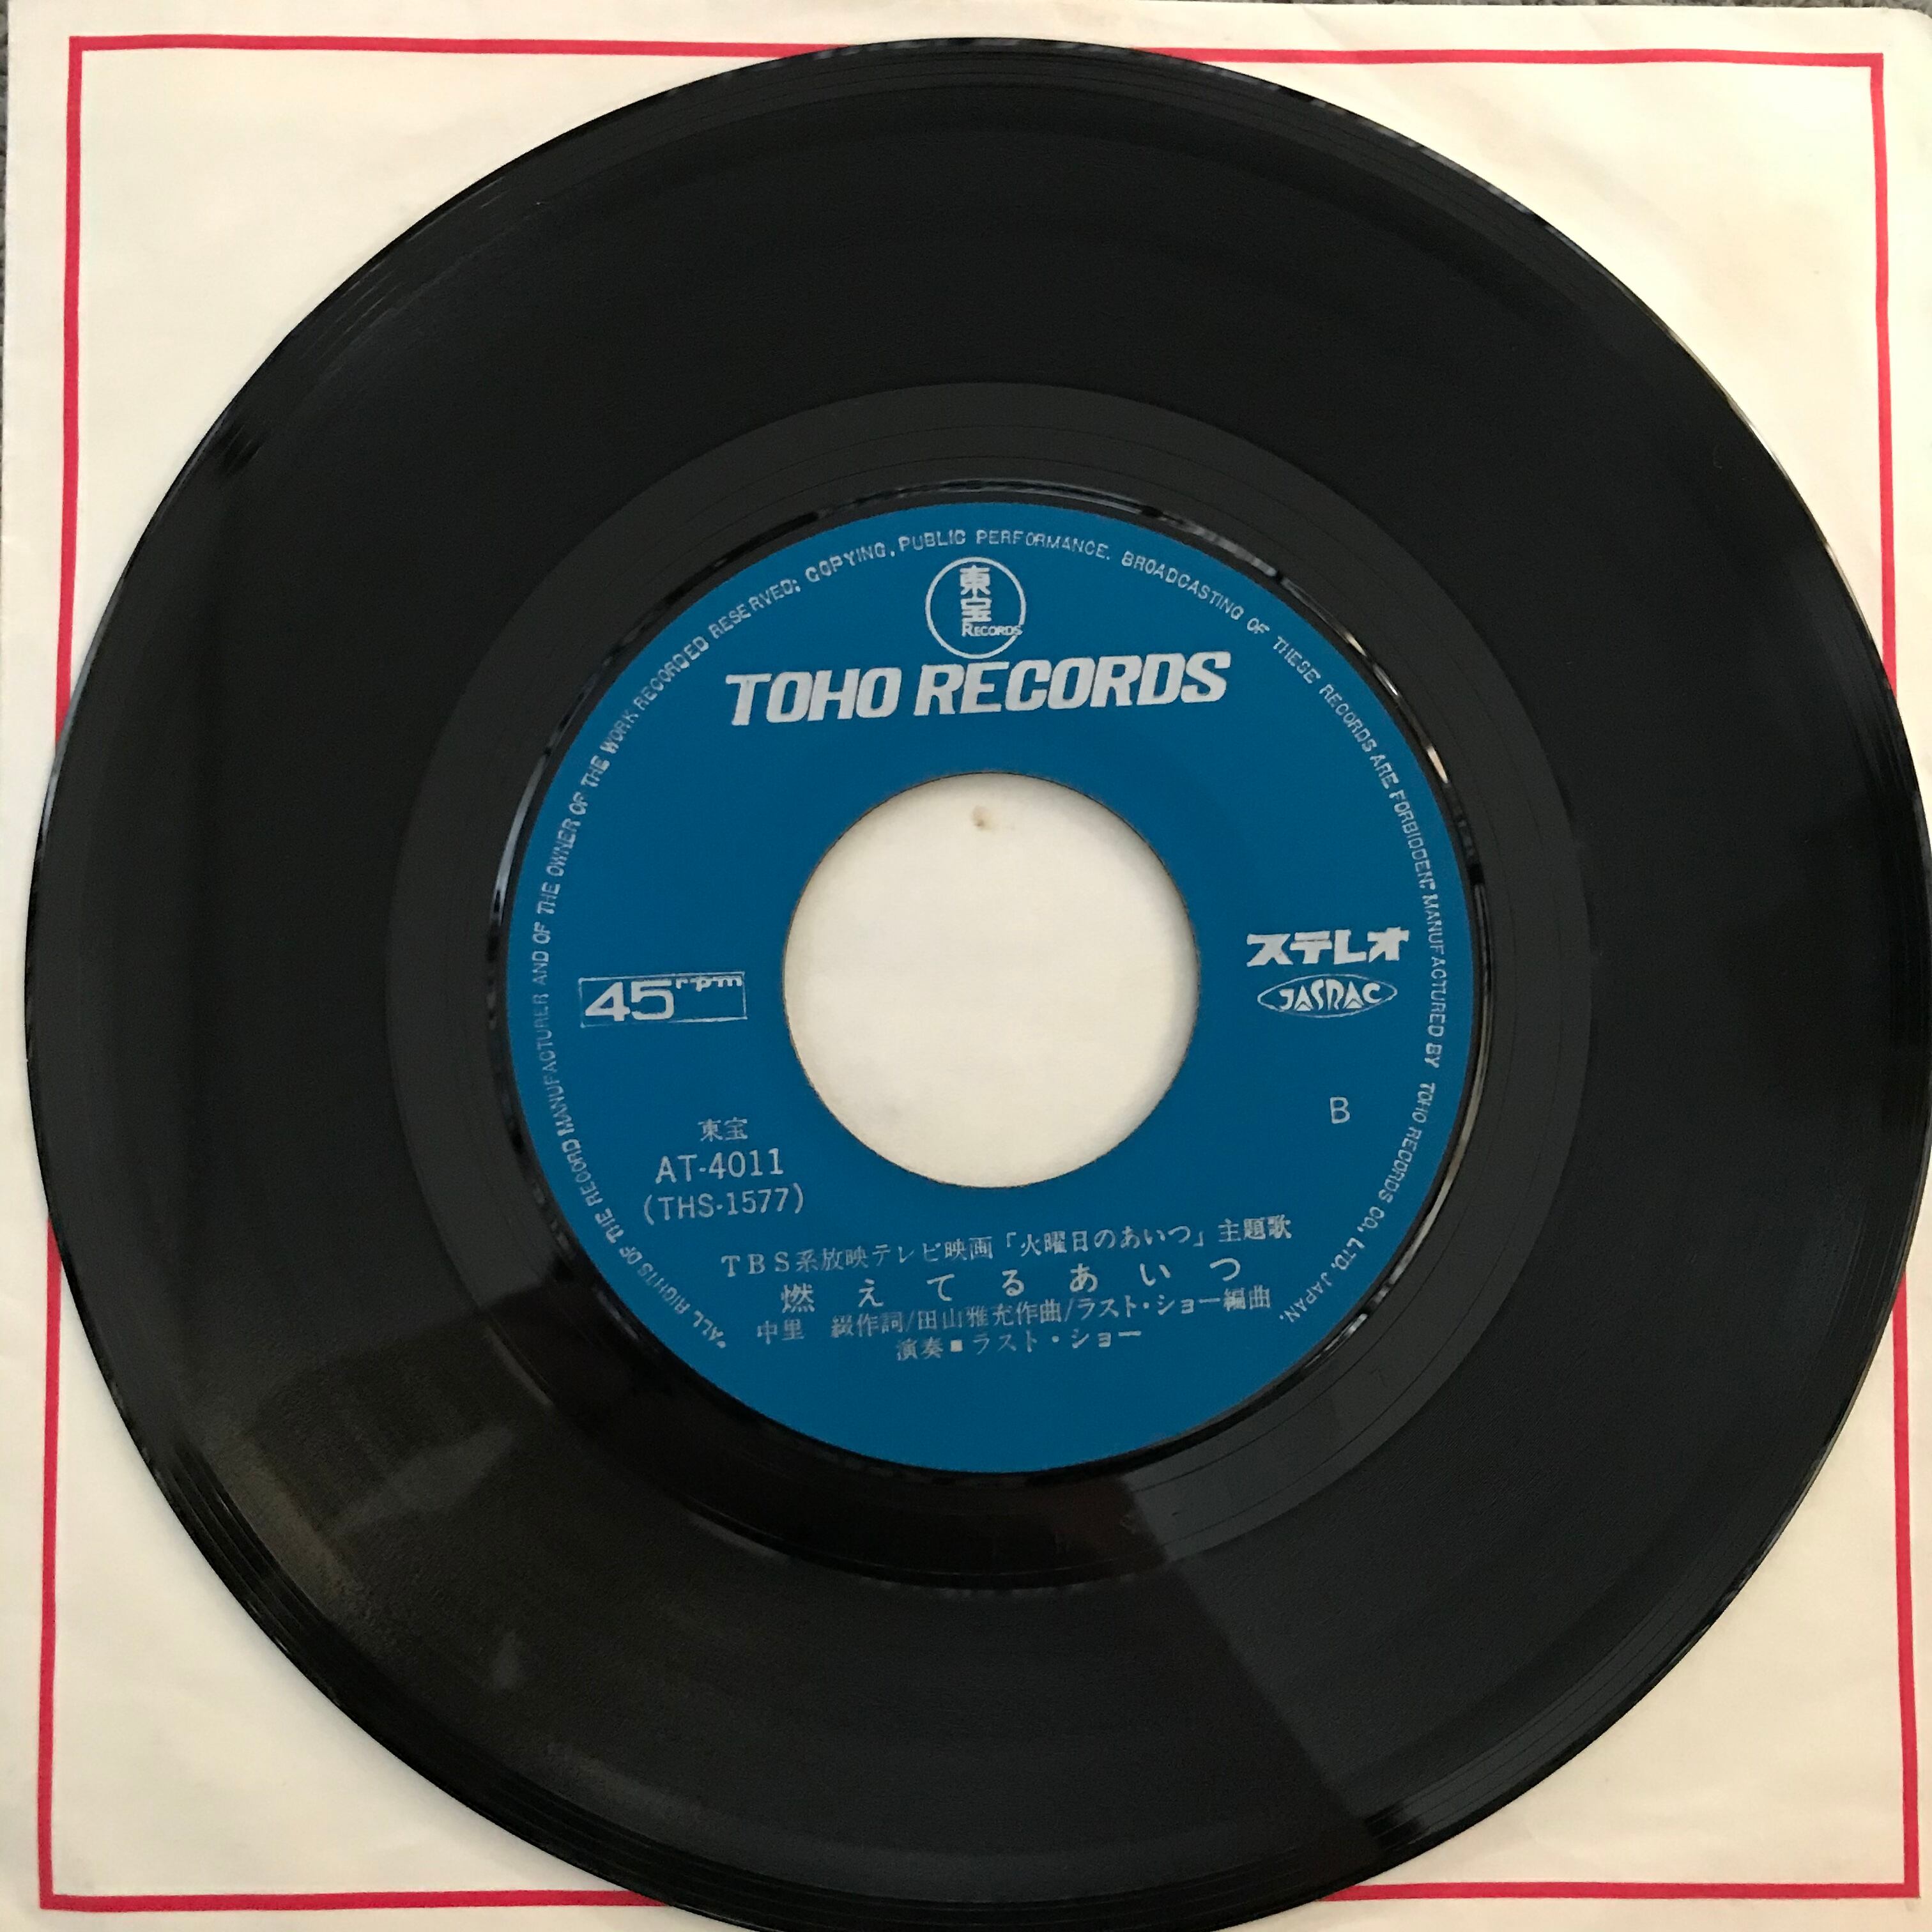 "ALL RIGHTS OF THE RECORD MANUFACTURER AND OF THE OWNER OF THE WORK RECORDED RESERVED; COPYING, PUBLIC PERFORMANCE. BROADCASTING OF THESE RECORDS ARE FORBIDDEN; MANUFACTURED BY TOHO RECORDS CO., LTD. JAPAN.
東宝
RECORDS
TOHO RECORDS
45rpm
ステレオ
JASRAC
B
東宝
AT-4011
(THS-1577)
TBS系放映テレビ映画「火曜日のあいつ」主題歌
燃えてるあいつ
中里 綴作詞/田山雅充作曲/ラスト・ショー編曲
演奏■ラスト・ショー